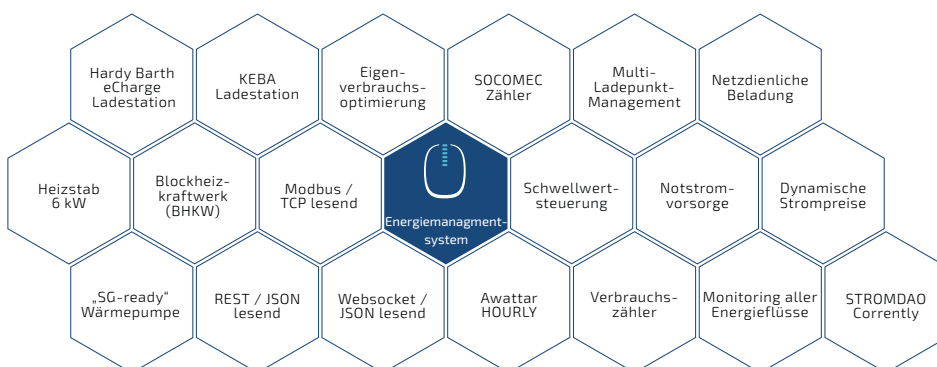 Hardy Barth
eCharge
Ladestation
KEBA
Ladestation
Eigen-
verbrauchs-
optimierung
SOCOMEC
Zähler
Multi-
Ladepunkt-
Management
Netzdienliche
Beladung
Heizstab
6 kW
Blockheiz-
kraftwerk
(BHKW)
Modbus /
TCP lesend
Energiemanagment-
system
Schwellwert-
steuerung
Notstrom-
vorsorge
Dynamische
Strompreise
„SG-ready“
Wärmepumpe
REST / JSON
lesend
Websocket /
JSON lesend
Awattar
HOURLY
Verbrauchs-
zähler
Monitoring aller
Energieflüsse
STROMDAO
Corrently